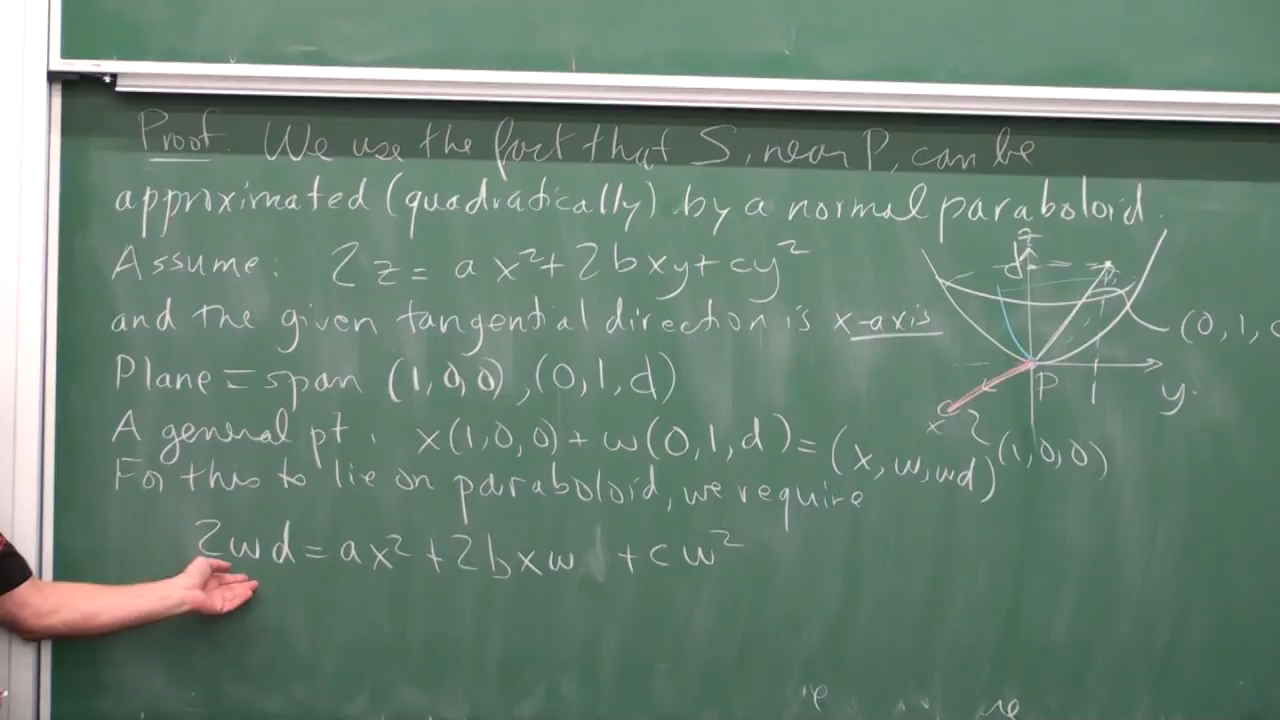 Proof. We use the fact that S, near P, can be
approximated (quadratically) by a normal paraboloid.
Assume: 2z = ax²+2bxy+cy²
and the given tangential direction is x-axis
Plane = span (1,0,0), (0,1,d)
A general pt. x(1,0,0) + w(0,1,d) = (x, w, wd)
For this to lie on paraboloid, we require
2wd = ax² + 2bxw + cw²
z
d
(0, 1,
P
1
y
x
(1,0,0)